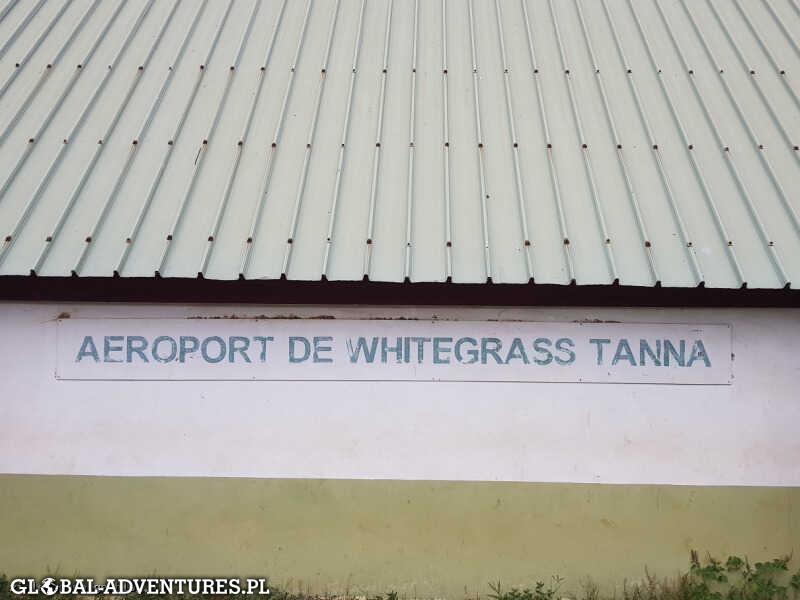 AEROPORT DE WHITEGRASS TANNA
GLOBAL-ADVENTURES.PL